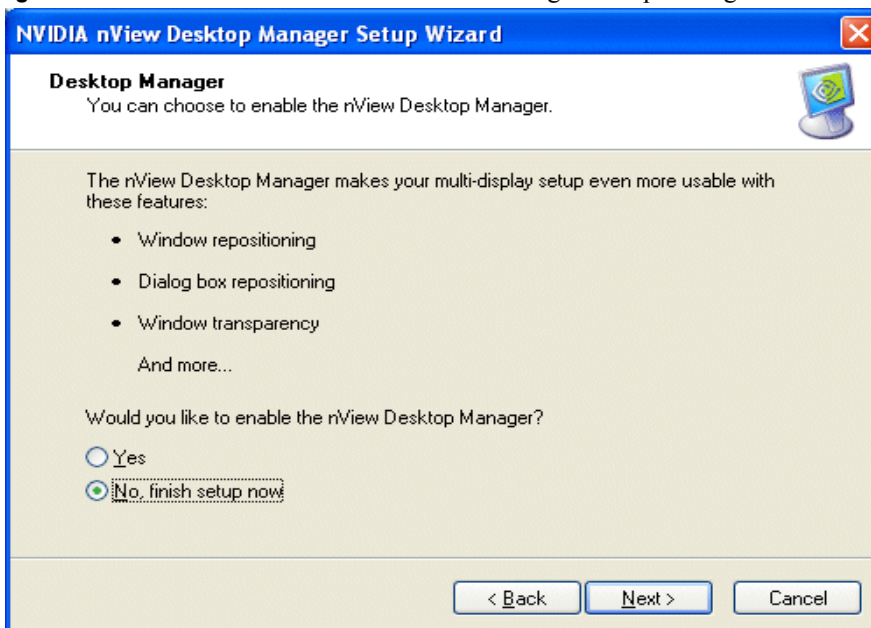 NVIDIA nView Desktop Manager Setup Wizard
Desktop Manager
You can choose to enable the nView Desktop Manager.
The nView Desktop Manager makes your multi-display setup even more usable with
these features:
• Window repositioning
• Dialog box repositioning
• Window transparency
And more...
Would you like to enable the nView Desktop Manager?
Yes
No, finish setup now
< Back
Next >
Cancel